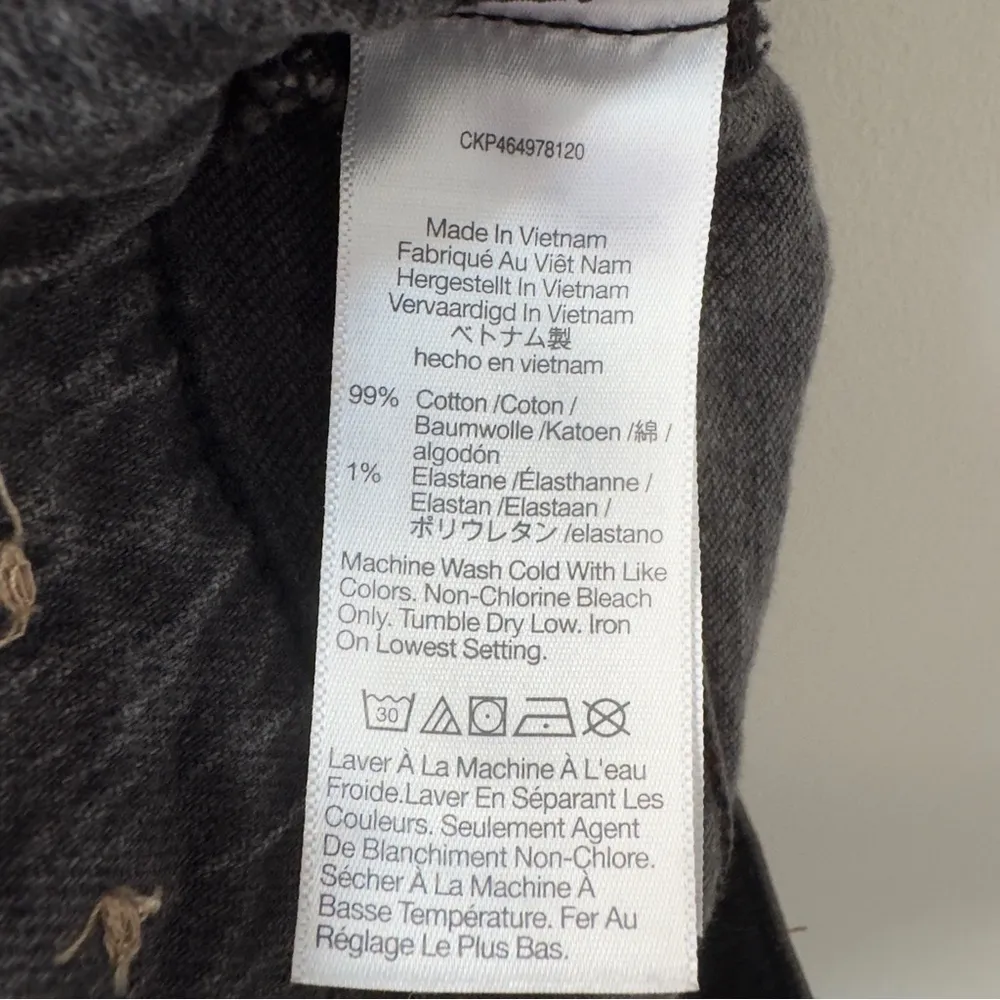 CKP464978120
Made In Vietnam
Fabriqué Au Viêt Nam
Hergestellt In Vietnam
Vervaardigd In Vietnam
ベトナム製
hecho en vietnam
99% Cotton /Coton /
Baumwolle /Katoen /綿 /
algodón
1% Elastane /Élasthanne /
Elastan /Elastaan /
ポリウレタン /elastano
Machine Wash Cold With Like
Colors. Non-Chlorine Bleach
Only. Tumble Dry Low. Iron
On Lowest Setting.
30
Laver À La Machine À L'eau
Froide.Laver En Séparant Les
Couleurs. Seulement Agent
De Blanchiment Non-Chlore.
Sécher À La Machine À
Basse Température. Fer Au
Réglage Le Plus Bas.